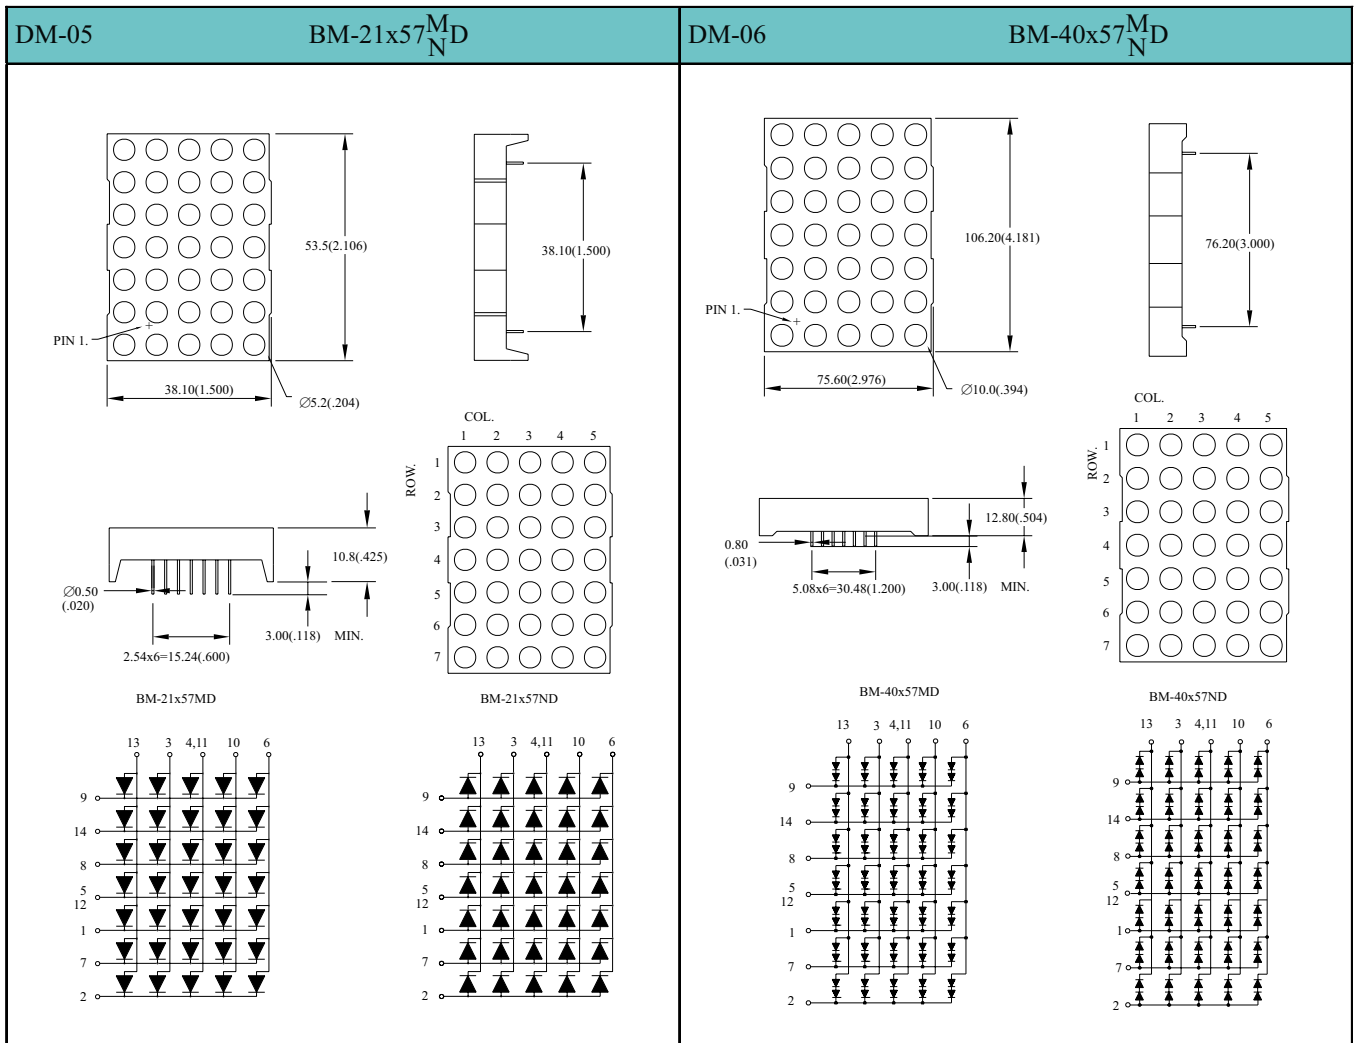 DM-05 BM-21x57MND
DM-06 BM-40x57MND
53.5(2.106)
38.10(1.500)
PIN 1.
38.10(1.500)
Ø5.2(.204)
106.20(4.181)
76.20(3.000)
PIN 1.
75.60(2.976)
Ø10.0(.394)
COL.
1 2 3 4 5
ROW.
1
2
3
4
5
6
7
10.8(.425)
Ø0.50
(.020)
3.00(.118) MIN.
2.54x6=15.24(.600)
COL.
1 2 3 4 5
ROW.
1
2
3
4
5
6
7
12.80(.504)
0.80
(.031)
5.08x6=30.48(1.200)
3.00(.118) MIN.
BM-21x57MD
13 3 4,11 10 6
9
14
8
5
12
1
7
2
BM-21x57ND
13 3 4,11 10 6
9
14
8
5
12
1
7
2
BM-40x57MD
13 3 4,11 10 6
9
14
8
5
12
1
7
2
BM-40x57ND
13 3 4,11 10 6
9
14
8
5
12
1
7
2